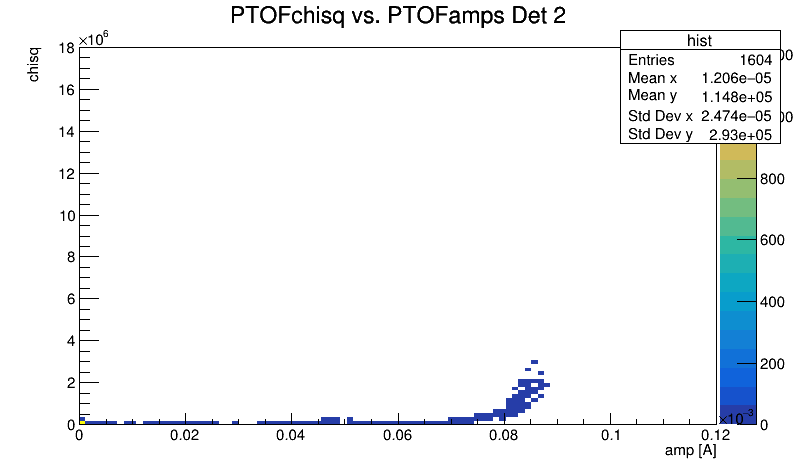 PTOFchisq vs. PTOFamps Det 2
hist
Entries 1604
Mean x 1.206e−05
Mean y 1.148e+05
Std Dev x 2.474e−05
Std Dev y 2.93e+05
chisq
×10⁶
18
16
14
12
10
8
6
4
2
0
0 0.02 0.04 0.06 0.08 0.1 0.12
×10⁻³
amp [A]
800
600
400
200
0